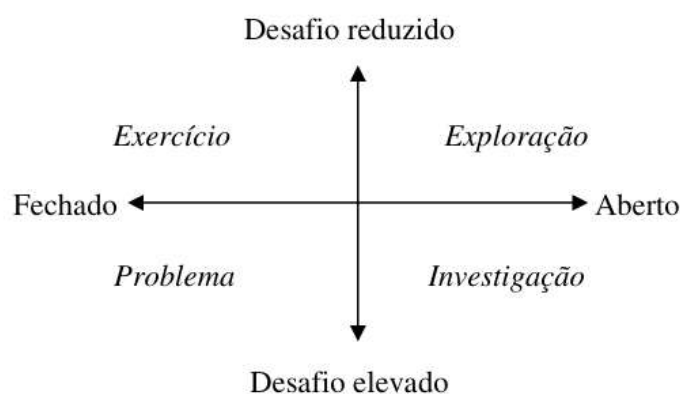 Desafio reduzido
Exercício Exploração
Fechado Aberto
Problema Investigação
Desafio elevado